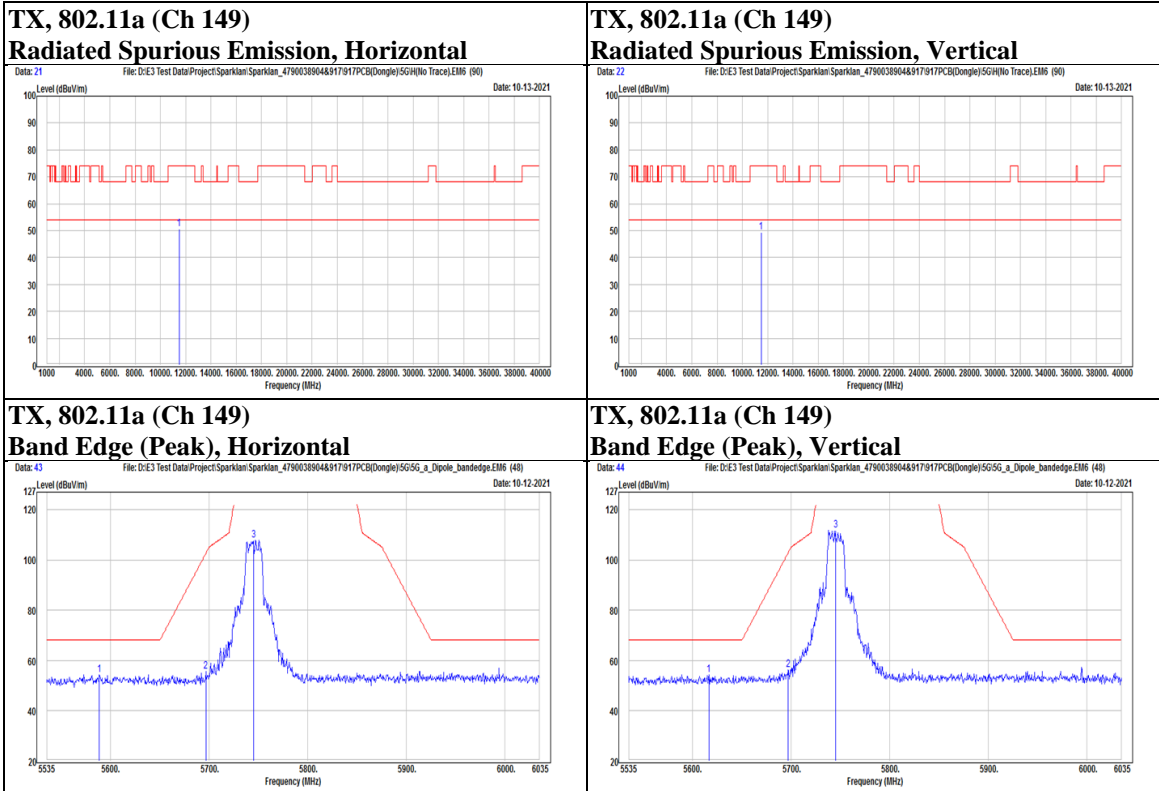 TX, 802.11a (Ch 149)
Radiated Spurious Emission, Horizontal
Data: 21 File: D:\E3 Test Data\Project\Sparklan\Sparklan_4790038904&917\917PCB(Dongle)\5G\H(No Trace).EM6 (90)
Level (dBuV/m)
Date: 10-13-2021
100
90
80
70
60
50
40
30
20
10
0
1
1000 4000. 6000. 8000. 10000. 12000. 14000. 16000. 18000. 20000. 22000. 24000. 26000. 28000. 30000. 32000. 34000. 36000. 38000. 40000
Frequency (MHz)
TX, 802.11a (Ch 149)
Radiated Spurious Emission, Vertical
Data: 22 File: D:\E3 Test Data\Project\Sparklan\Sparklan_4790038904&917\917PCB(Dongle)\5G\H(No Trace).EM6 (90)
Level (dBuV/m)
Date: 10-13-2021
100
90
80
70
60
50
40
30
20
10
0
1
1000 4000. 6000. 8000. 10000. 12000. 14000. 16000. 18000. 20000. 22000. 24000. 26000. 28000. 30000. 32000. 34000. 36000. 38000. 40000
Frequency (MHz)
TX, 802.11a (Ch 149)
Band Edge (Peak), Horizontal
Data: 43 File: D:\E3 Test Data\Project\Sparklan\Sparklan_4790038904&917\917PCB(Dongle)\5G\5G_a_Dipole_bandedge.EM6 (48)
127 Level (dBuV/m)
Date: 10-12-2021
120
100
80
60
40
20
1
2
3
5535 5600. 5700. 5800. 5900. 6000. 6035
Frequency (MHz)
TX, 802.11a (Ch 149)
Band Edge (Peak), Vertical
Data: 44 File: D:\E3 Test Data\Project\Sparklan\Sparklan_4790038904&917\917PCB(Dongle)\5G\5G_a_Dipole_bandedge.EM6 (48)
127 Level (dBuV/m)
Date: 10-12-2021
120
100
80
60
40
20
1
2
3
5535 5600. 5700. 5800. 5900. 6000. 6035
Frequency (MHz)